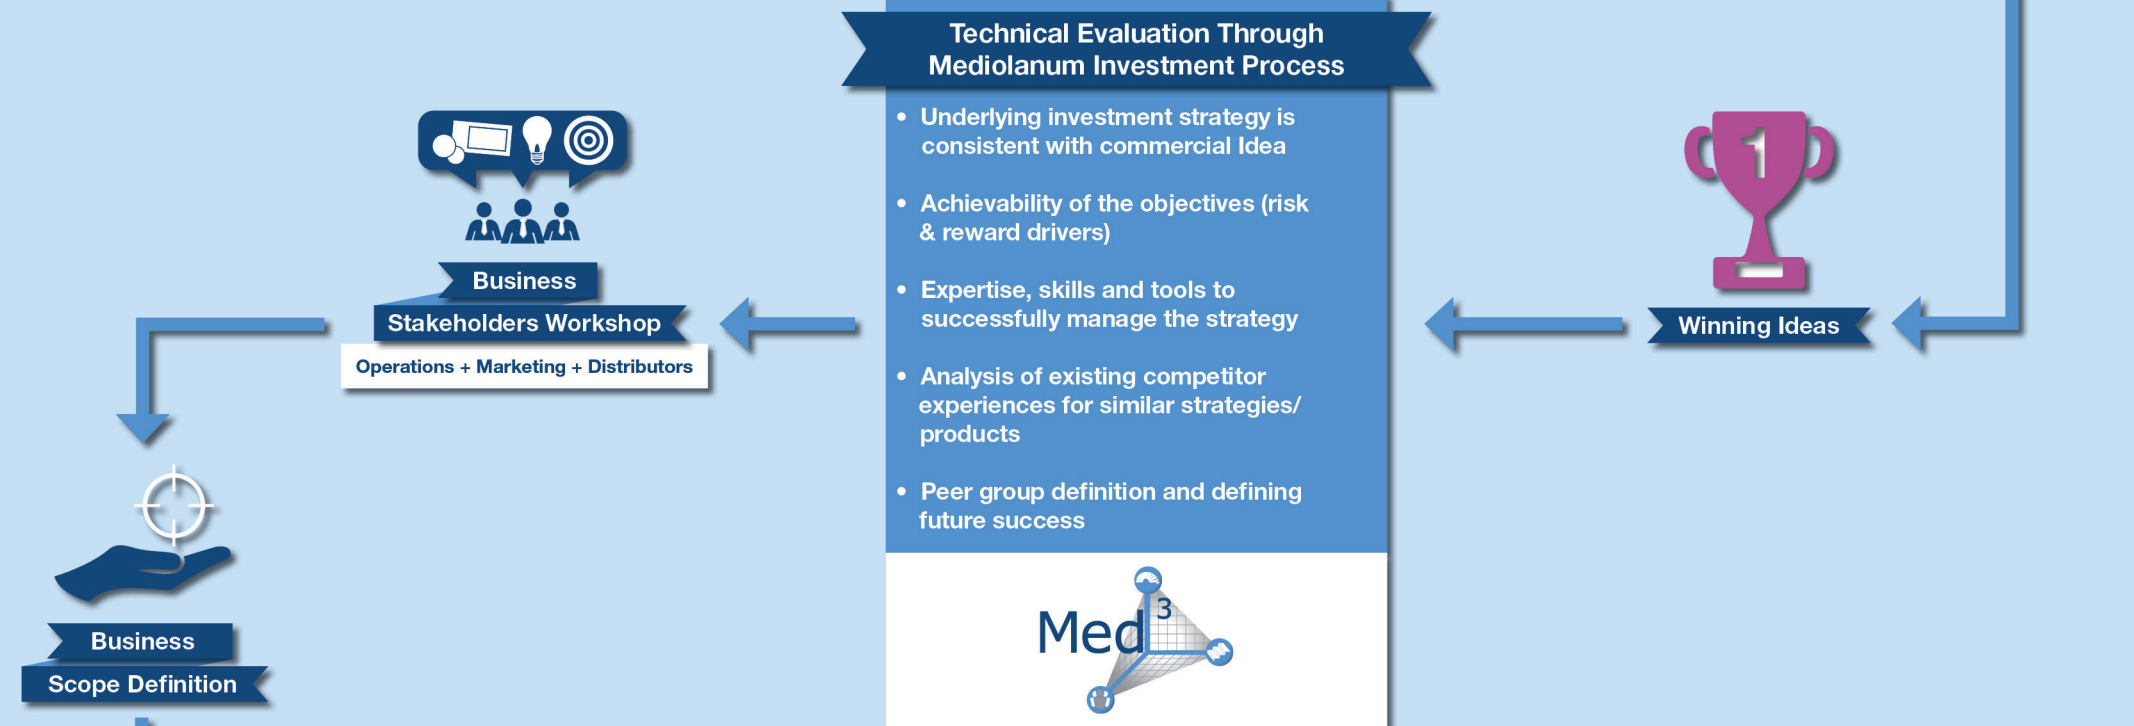 Technical Evaluation Through
Mediolanum Investment Process
• Underlying investment strategy is
consistent with commercial Idea
• Achievability of the objectives (risk
& reward drivers)
• Expertise, skills and tools to
successfully manage the strategy
• Analysis of existing competitor
experiences for similar strategies/
products
• Peer group definition and defining
future success
Med³
1
Winning Ideas
Business
Stakeholders Workshop
Operations + Marketing + Distributors
Business
Scope Definition